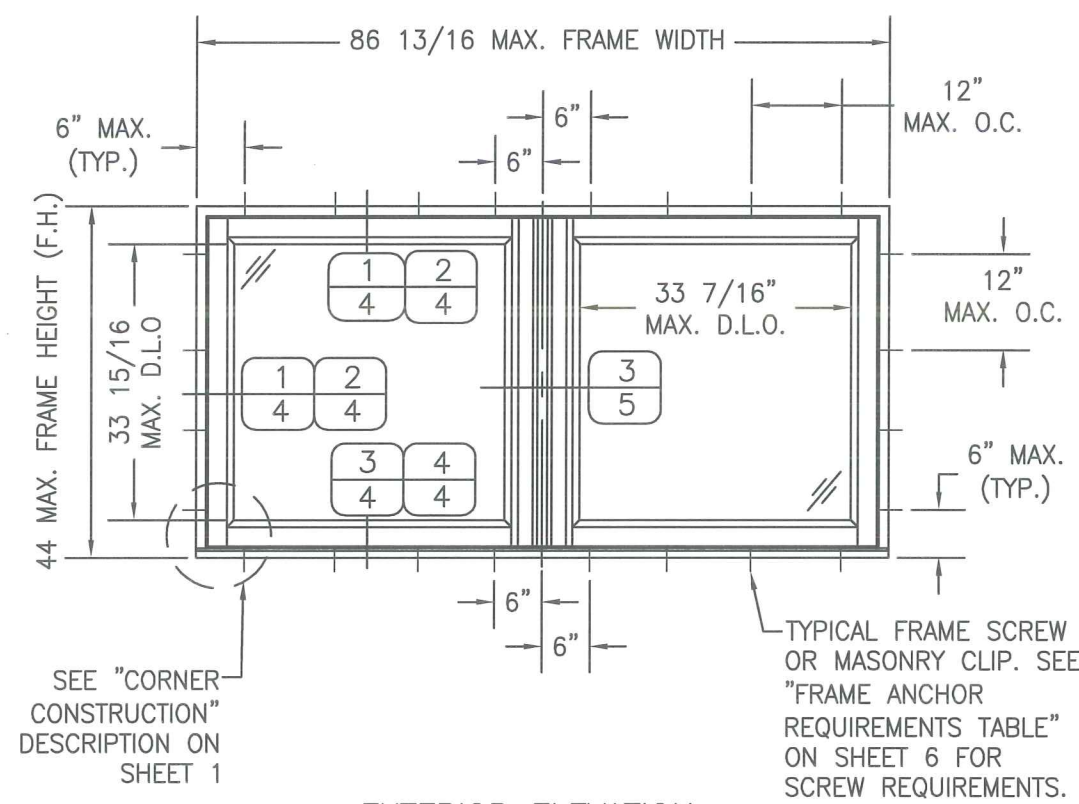 86 13/16 MAX. FRAME WIDTH
12"
MAX. O.C.
6" MAX.
(TYP.)
6"
6"
44 MAX. FRAME HEIGHT (F.H.)
33 15/16
MAX. D.L.O
1
4
2
4
33 7/16"
MAX. D.L.O.
12"
MAX. O.C.
1
4
2
4
3
5
3
4
4
4
6" MAX.
(TYP.)
6"
6"
SEE "CORNER
CONSTRUCTION"
DESCRIPTION ON
SHEET 1
TYPICAL FRAME SCREW
OR MASONRY CLIP. SEE
"FRAME ANCHOR
REQUIREMENTS TABLE"
ON SHEET 6 FOR
SCREW REQUIREMENTS.
EXTERIOR ELEVATION